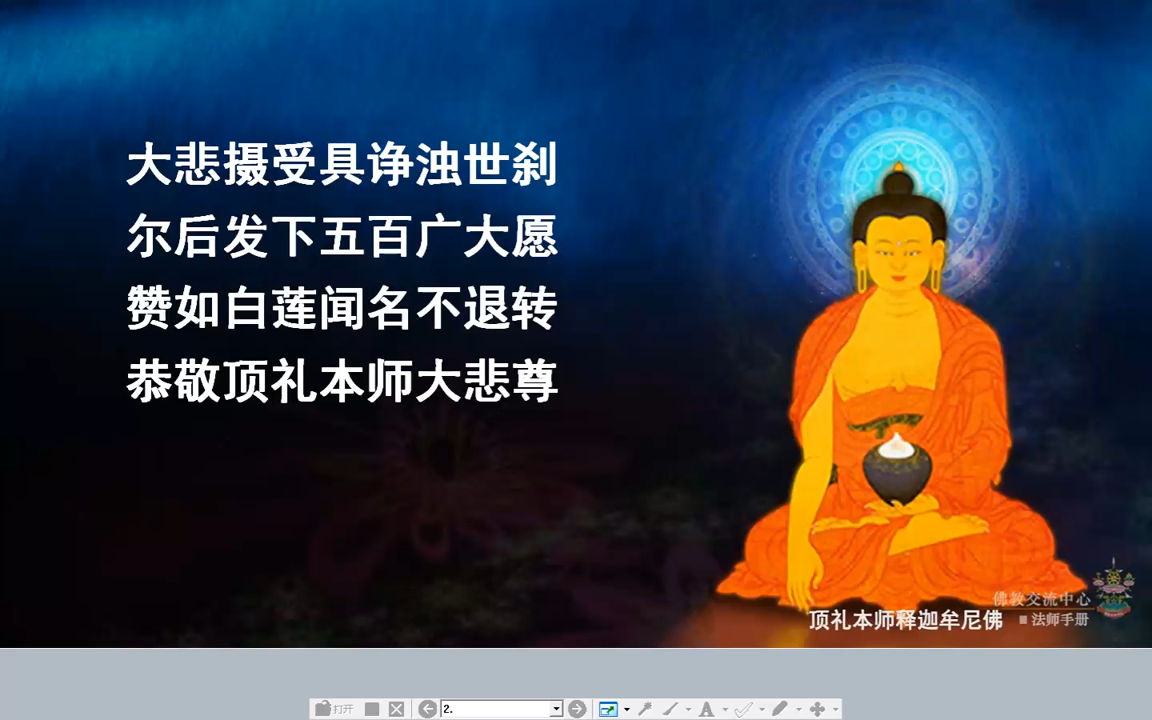 大悲摄受具诤浊世刹
尔后发下五百广大愿
赞如白莲闻名不退转
恭敬顶礼本师大悲尊
佛教交流中心
顶礼本师释迦牟尼佛
■法师手册
打开
2.